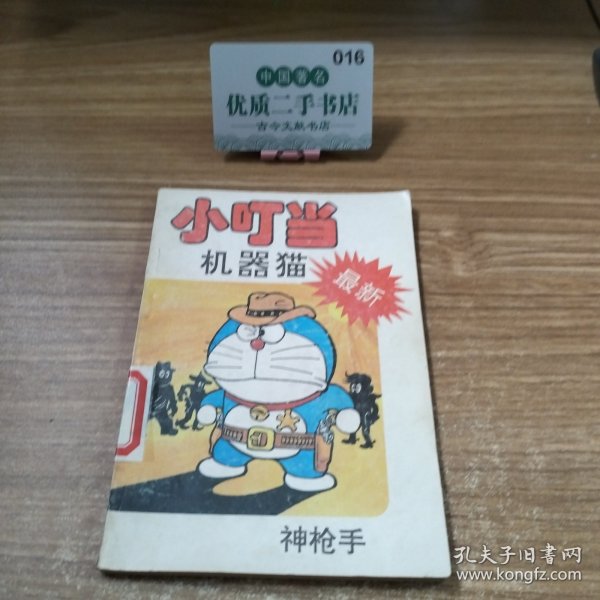 016
中国著名
优质二手书店
古今文献书店
小叮当
机器猫
最新
神枪手
孔夫子旧书网
www.kongfz.com